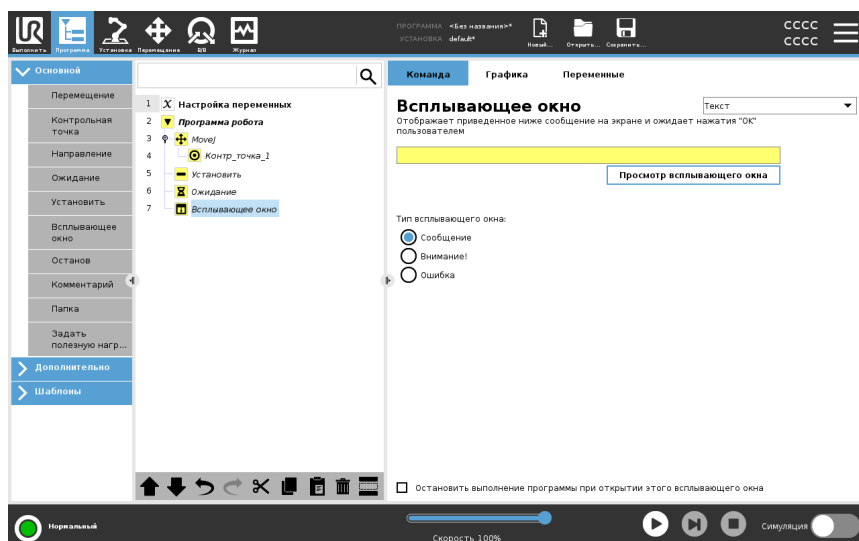 UR
ПРОГРАММА <Без названия>*
УСТАНОВКА default*
Выполнить
Программа
Установка
Перемещение
В/В
Журнал
Новый...
Открыть...
Сохранить...
CCCC
CCCC
Основной
Перемещение
Контрольная
точка
Направление
Ожидание
Установить
Всплывающее
окно
Останов
Комментарий
Папка
Задать
полезную нагр...
Дополнительно
Шаблоны
1 X Настройка переменных
2 Программа робота
3 MoveJ
4 Контр_точка_1
5 Установить
6 Ожидание
7 Всплывающее окно
Команда
Графика
Переменные
Всплывающее окно
Текст
Отображает приведенное ниже сообщение на экране и ожидает нажатия "OK"
пользователем
Просмотр всплывающего окна
Тип всплывающего окна:
Сообщение
Внимание!
Ошибка
Остановить выполнение программы при открытии этого всплывающего окна
Нормальный
Скорость 100%
Симуляция